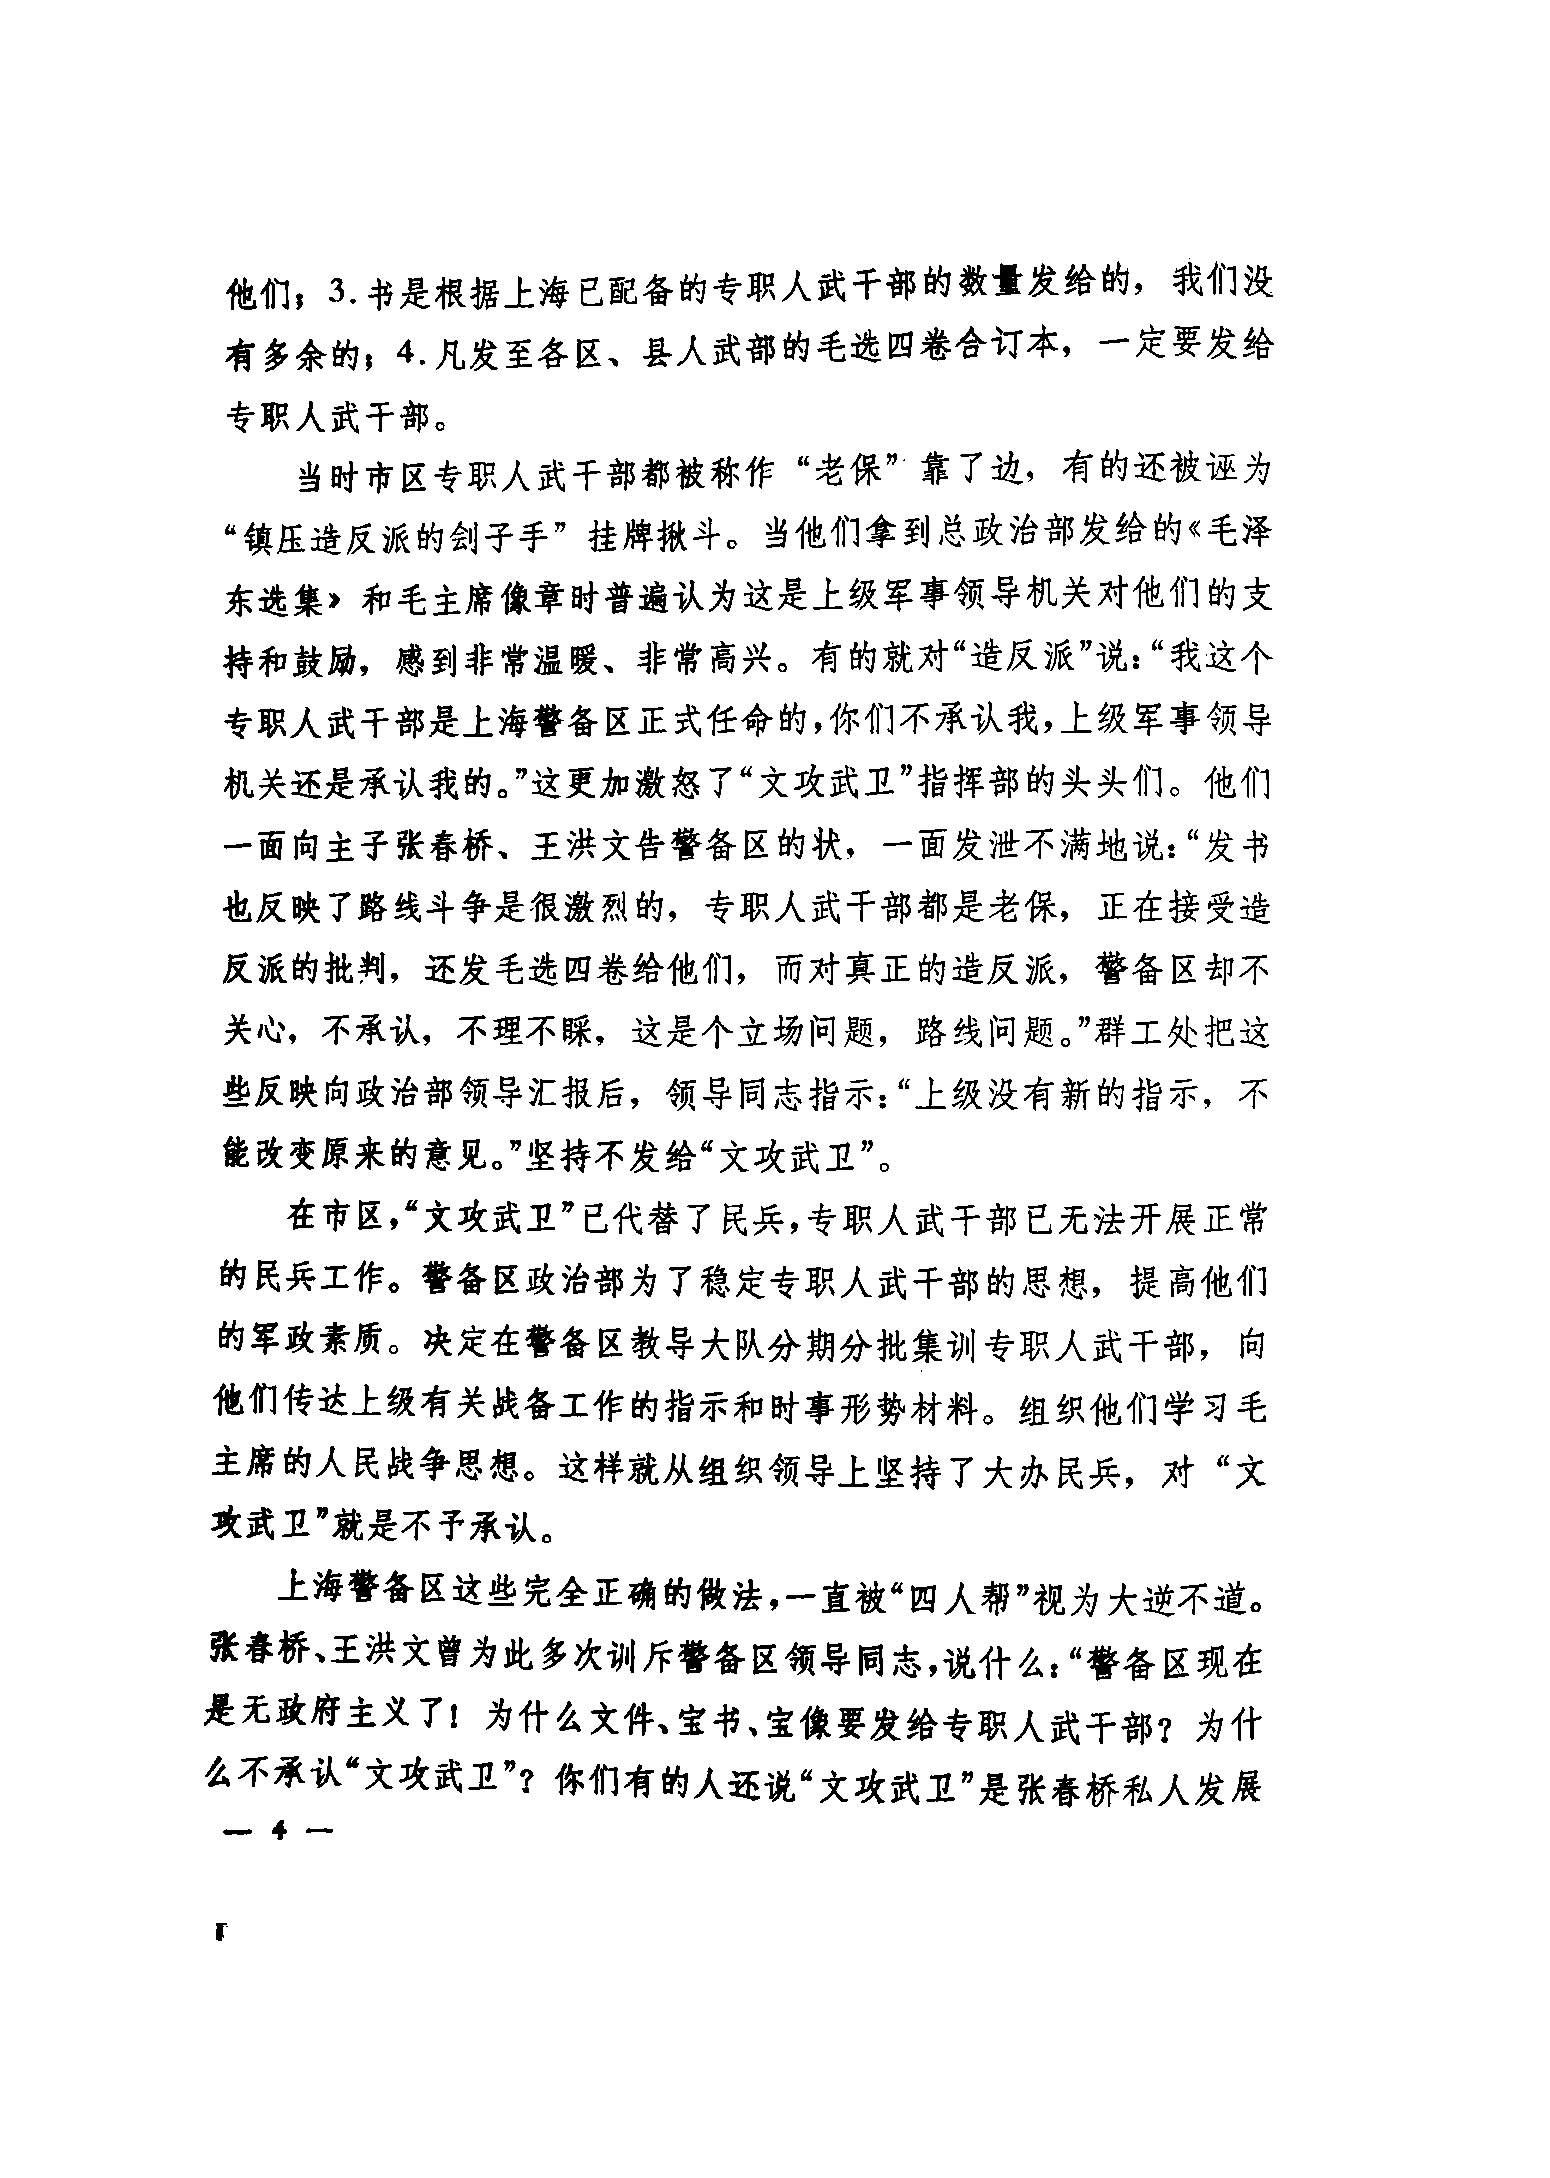 他们；3.书是根据上海已配备的专职人武干部的数量发给的，我们没
有多余的；4.凡发至各区、县人武部的毛选四卷合订本，一定要发给
专职人武干部。
当时市区专职人武干部都被称作“老保”靠了边，有的还被诬为
“镇压造反派的刽子手”挂牌揪斗。当他们拿到总政治部发给的《毛泽
东选集》和毛主席像章时普遍认为这是上级军事领导机关对他们的支
持和鼓励，感到非常温暖、非常高兴。有的就对“造反派”说：“我这个
专职人武干部是上海警备区正式任命的，你们不承认我，上级军事领导
机关还是承认我的。”这更加激怒了“文攻武卫”指挥部的头头们。他们
一面向主子张春桥、王洪文告警备区的状，一面发泄不满地说：“发书
也反映了路线斗争是很激烈的，专职人武干部都是老保，正在接受造
反派的批判，还发毛选四卷给他们，而对真正的造反派，警备区却不
关心，不承认，不理不睬，这是个立场问题，路线问题。”群工处把这
些反映向政治部领导汇报后，领导同志指示：“上级没有新的指示，不
能改变原来的意见。”坚持不发给“文攻武卫”。
在市区，“文攻武卫”已代替了民兵，专职人武干部已无法开展正常
的民兵工作。警备区政治部为了稳定专职人武干部的思想，提高他们
的军政素质。决定在警备区教导大队分期分批集训专职人武干部，向
他们传达上级有关战备工作的指示和时事形势材料。组织他们学习毛
主席的人民战争思想。这样就从组织领导上坚持了大办民兵，对“文
攻武卫”就是不予承认。
上海警备区这些完全正确的做法，一直被“四人帮”视为大逆不道。
张春桥、王洪文曾为此多次训斥警备区领导同志，说什么：“警备区现在
是无政府主义了！为什么文件、宝书、宝像要发给专职人武干部？为什
么不承认“文攻武卫”？你们有的人还说“文攻武卫”是张春桥私人发展
— 4 —